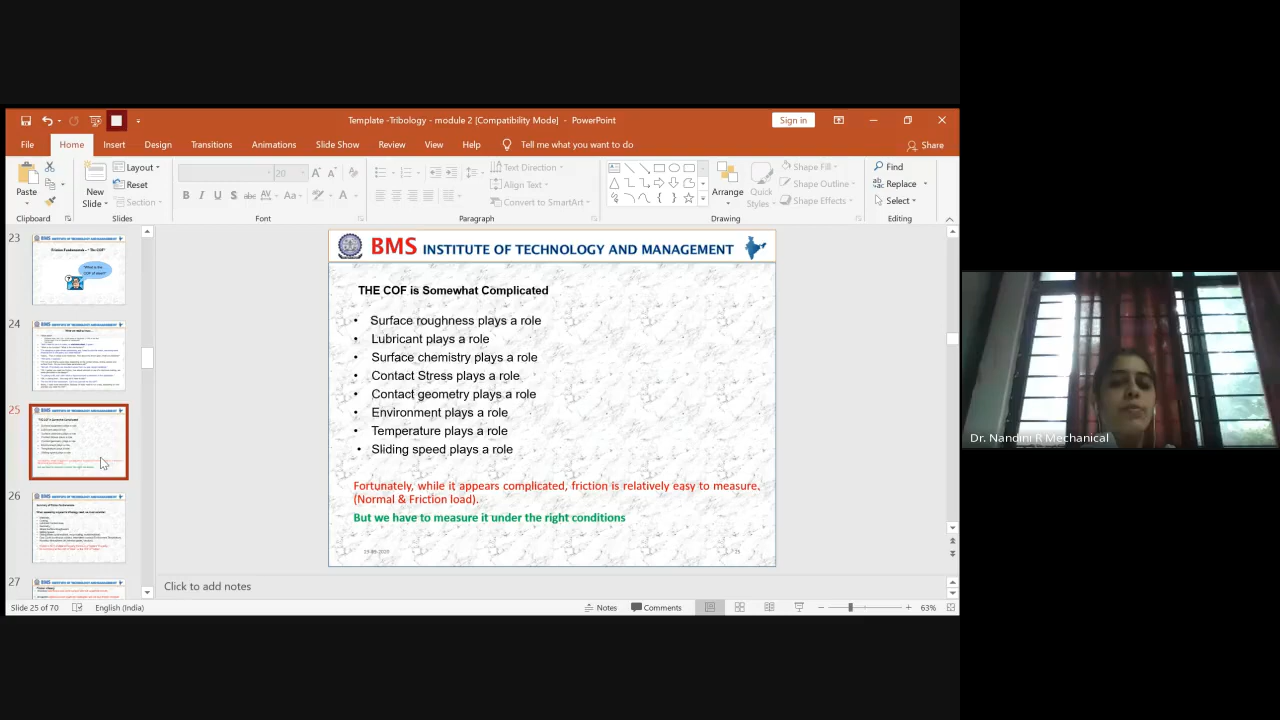 Template -Tribology - module 2 [Compatibility Mode] - PowerPoint
Sign in
File Home Insert Design Transitions Animations Slide Show Review View Help Tell me what you want to do Share
Paste
Clipboard
New Slide
Layout
Reset
Section
Slides
20
B I U S abc AV Aa A
Font
Text Direction
Align Text
Convert to SmartArt
Paragraph
Arrange
Quick Styles
Shape Fill
Shape Outline
Shape Effects
Drawing
Find
Replace
Select
Editing
23
24
25
26
27
BMS INSTITUTE OF TECHNOLOGY AND MANAGEMENT
THE COF is Somewhat Complicated
• Surface roughness plays a role
• Lubricant plays a role
• Surface chemistry plays a role
• Contact Stress plays a role
• Contact geometry plays a role
• Environment plays a role
• Temperature plays a role
• Sliding speed plays a role
Fortunately, while it appears complicated, friction is relatively easy to measure.
(Normal & Friction load).
But we have to measure it under the right conditions
Click to add notes
Slide 25 of 70 English (India) Notes Comments 63%
Dr. Nandini R Mechanical